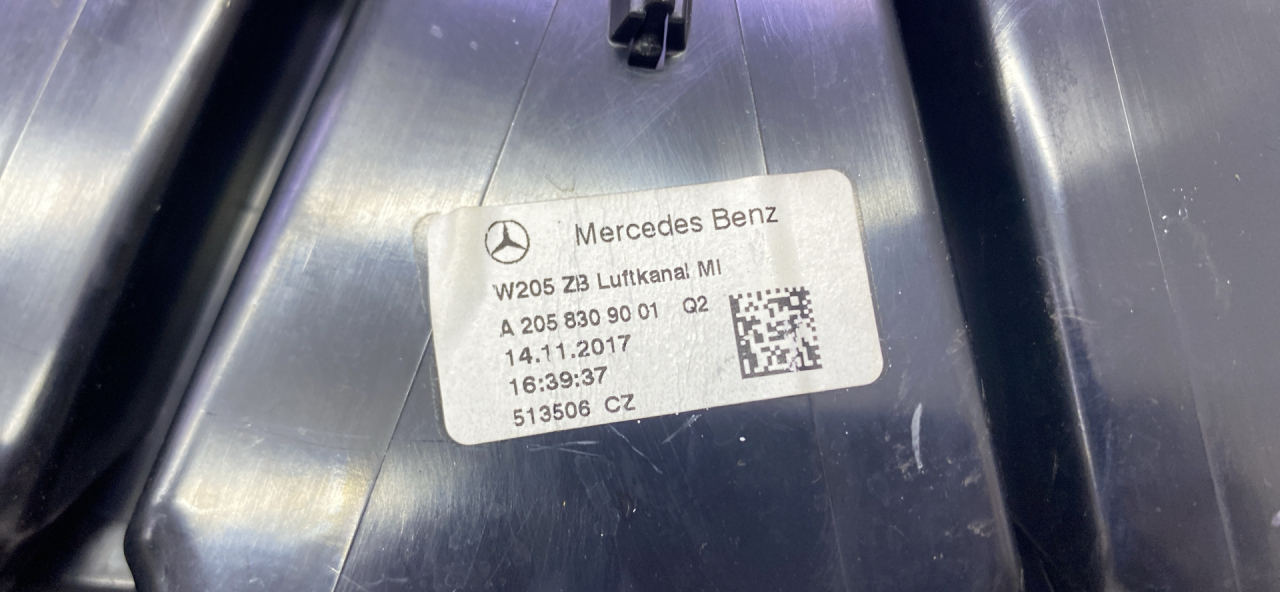 Mercedes Benz
W205 ZB Luftkanal MI
A 205 830 90 01 Q2
14.11.2017
16:39:37
513506 CZ